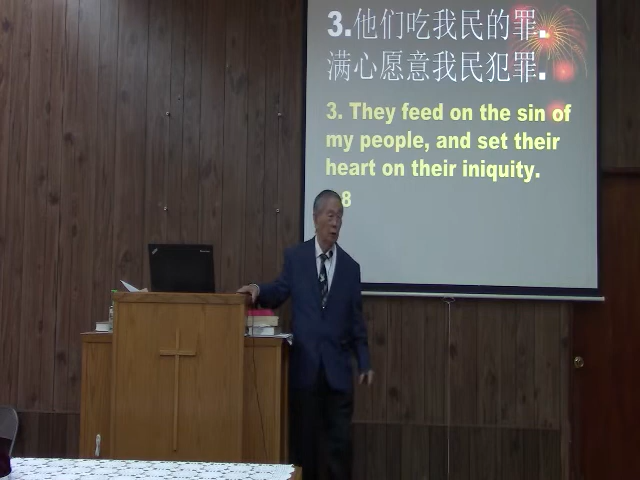 3.他们吃我民的罪.
满心愿意我民犯罪.
3. They feed on the sin of
my people, and set their
heart on their iniquity.
8